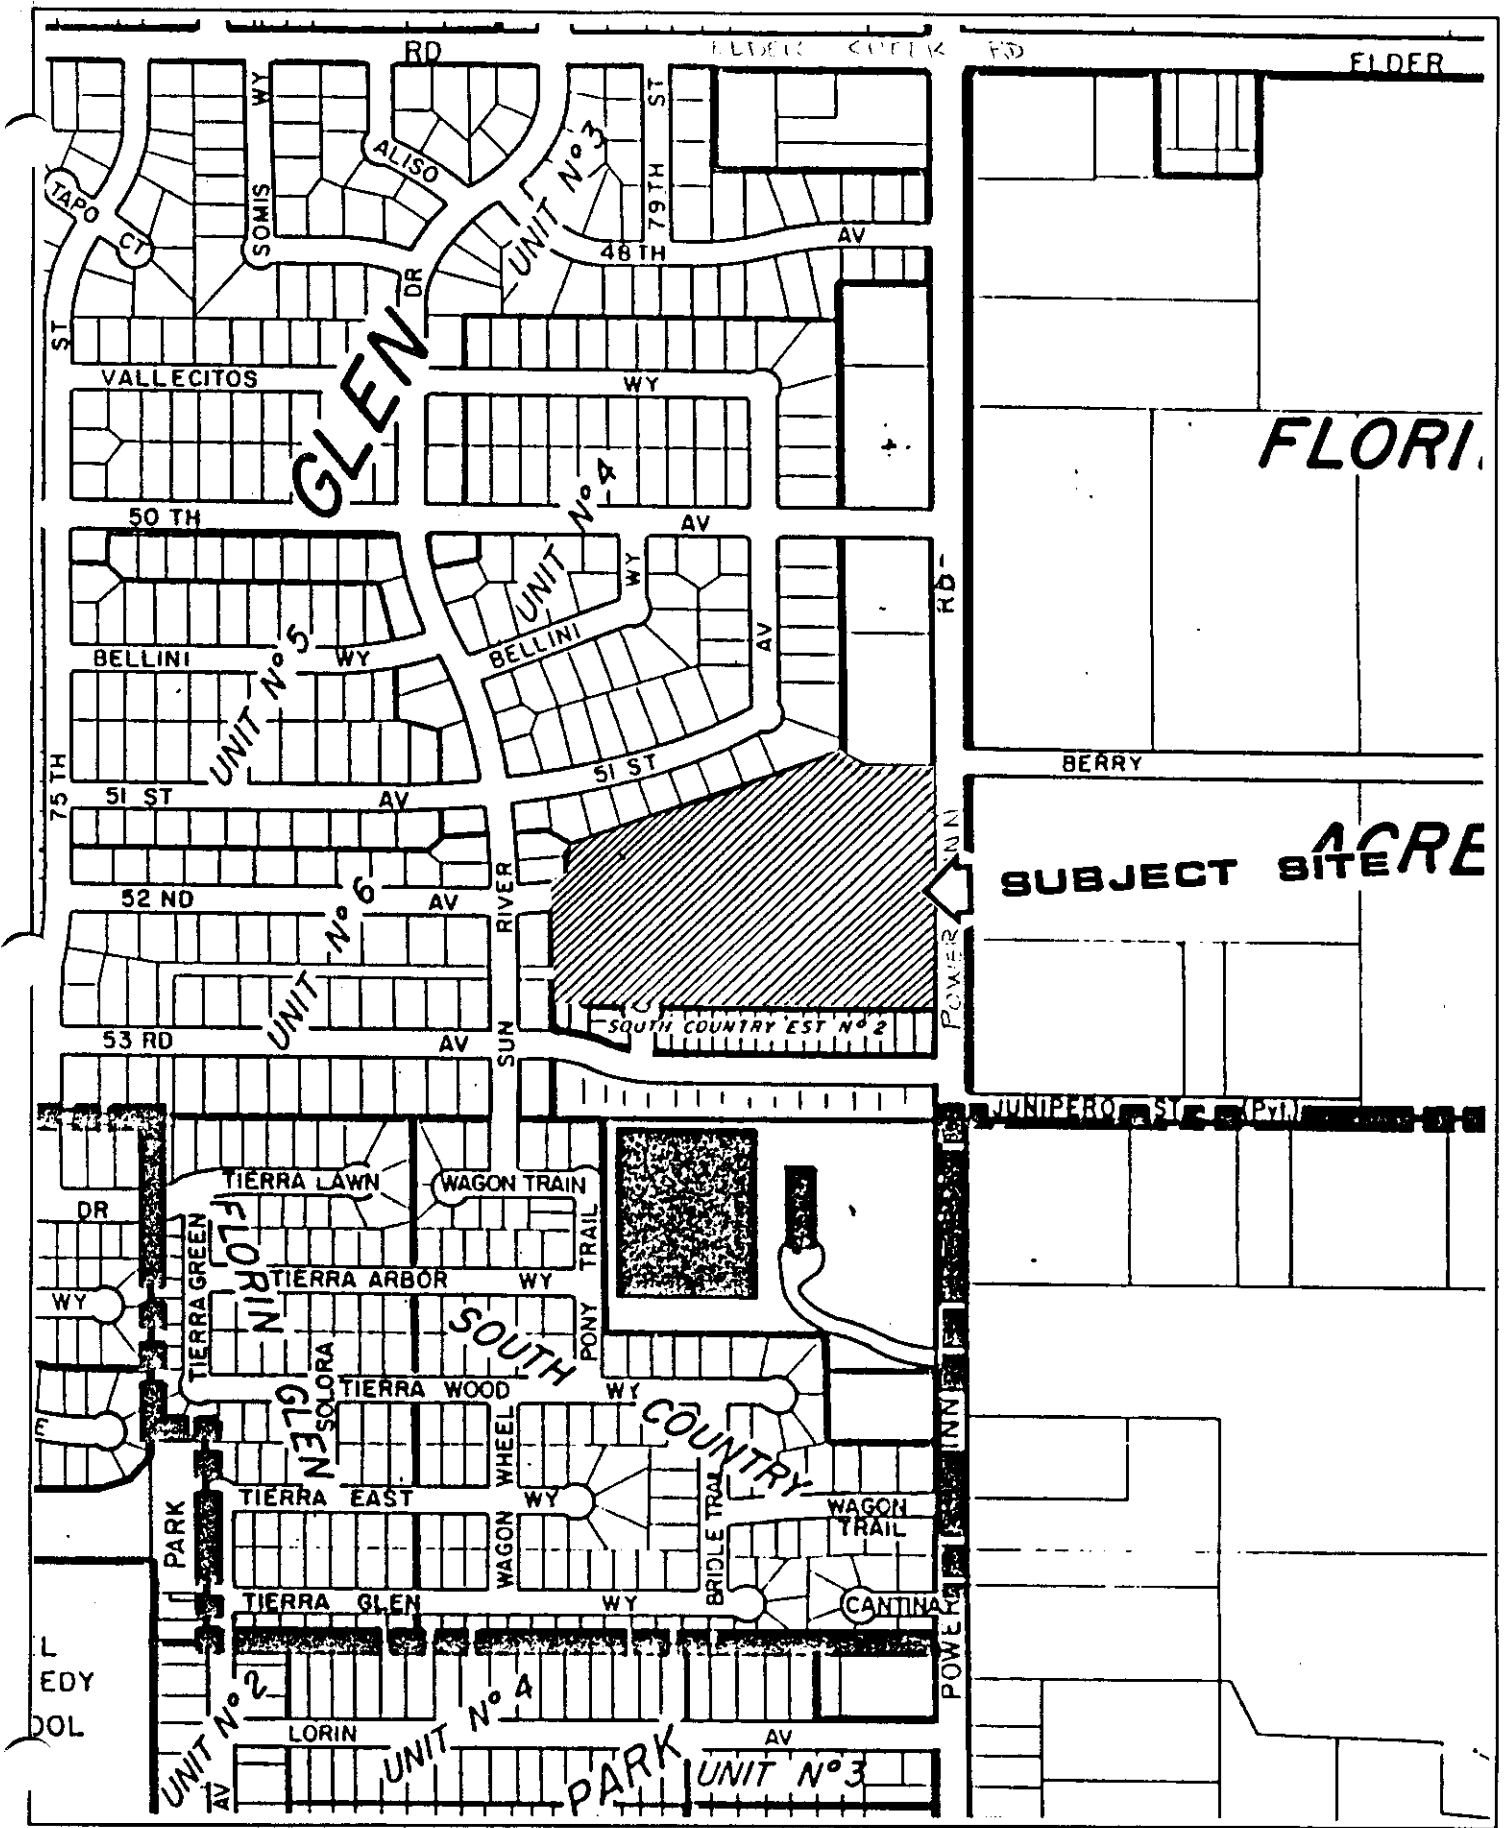 RD
ELDER CREEK RD
ELDER
WY
ST
ALISO
UNIT Nº 3
TAPO
CT
SOMIS
79TH
48TH
AV
DR
ST
GLEN
VALLECITOS
WY
FLORI
UNIT Nº 4
50 TH
AV
WY
RD
BELLINI
WY
BELLINI
AV
UNIT Nº 5
75 TH
51 ST
BERRY
51 ST
AV
POWER INN
ACRE
SUBJECT SITE
52 ND
AV
SUN RIVER
UNIT Nº 6
SOUTH COUNTRY EST Nº 2
53 RD
AV
JUNIPERO ST (Pvt.)
TIERRA LAWN
WAGON TRAIN
DR
TIERRA GREEN
FLORIN
GLEN
PONY TRAIL
TIERRA ARBOR WY
WY
SOUTH
COUNTRY
SOLORA
TIERRA WOOD WY
E
WAGON WHEEL
POWER INN RD
TIERRA EAST WY
BRIDLE TRAIL
WAGON
TRAIL
PARK
TIERRA GLEN WY
CANTINA
L
EDY
OOL
UNIT Nº 2
UNIT Nº 4
LORIN
AV
AV
PARK
UNIT Nº 3